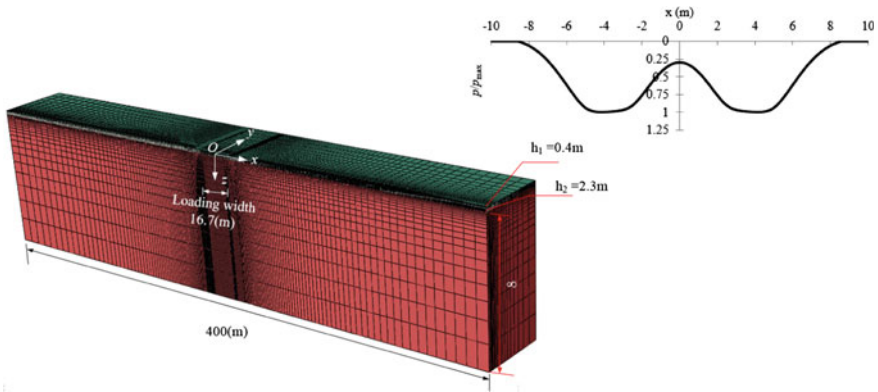 x (m)
-10 -8 -6 -4 -2 0 2 4 6 8 10
0
0.25
0.5
0.75
1
1.25
p/pmax
h1 =0.4m
h2 =2.3m
O
y
x
z
Loading width
16.7(m)
∞
400(m)